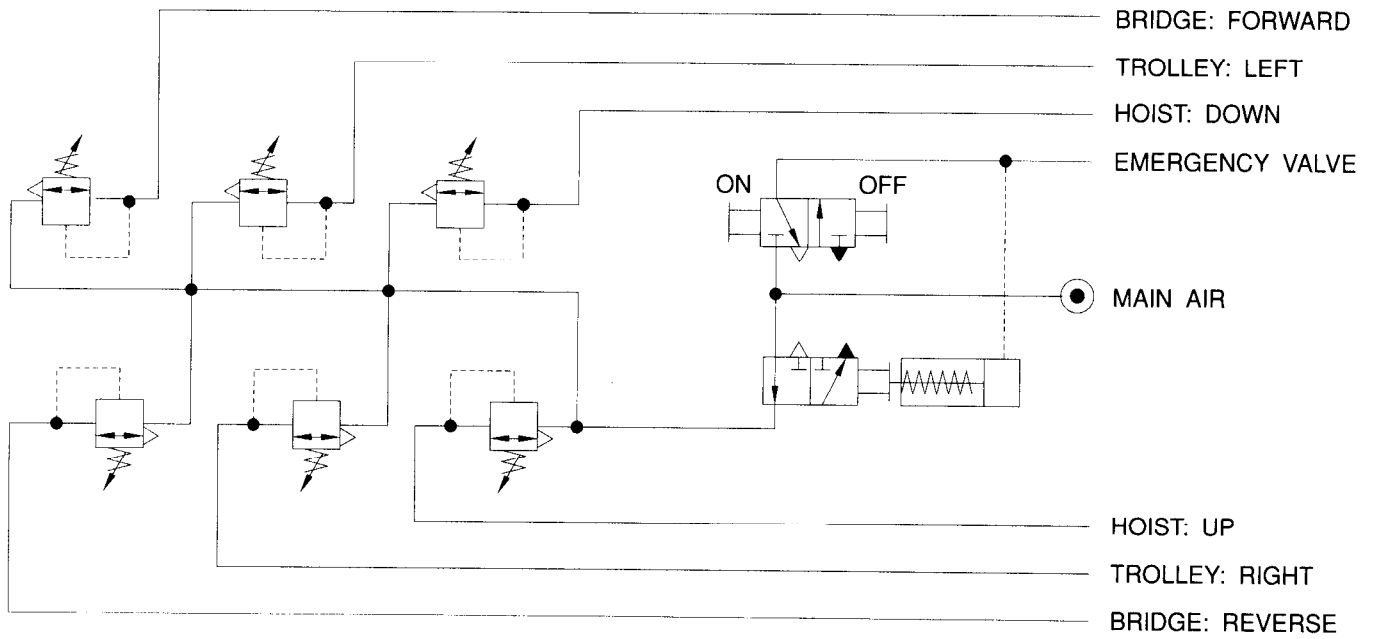 BRIDGE: FORWARD
TROLLEY: LEFT
HOIST: DOWN
EMERGENCY VALVE
ON OFF
MAIN AIR
HOIST: UP
TROLLEY: RIGHT
BRIDGE: REVERSE